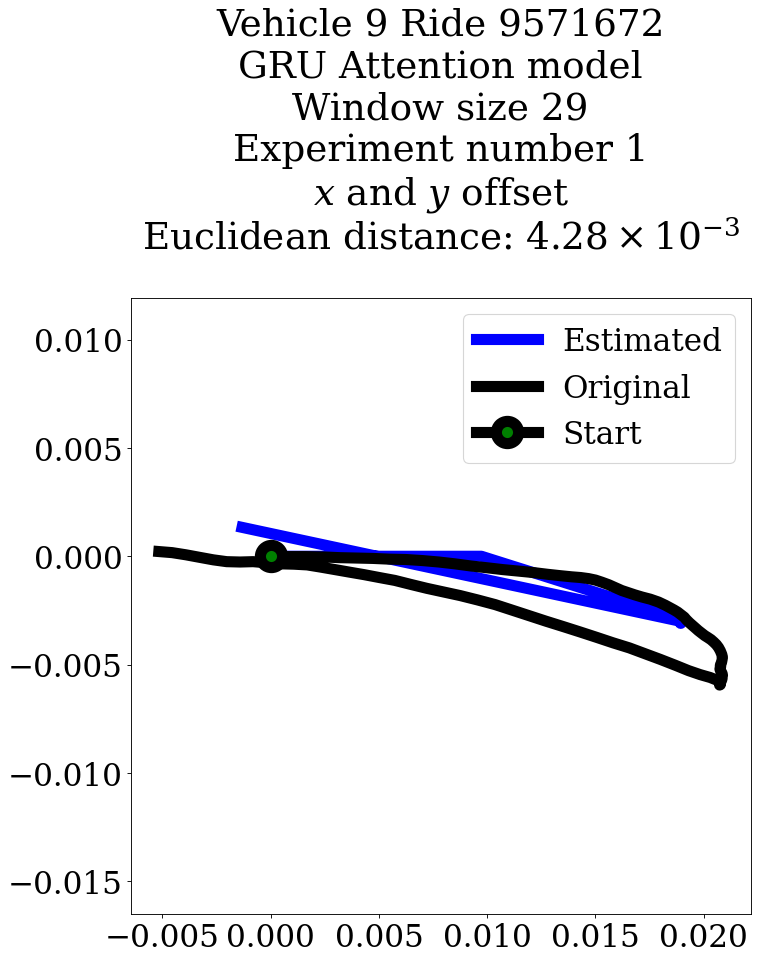 Vehicle 9 Ride 9571672
GRU Attention model
Window size 29
Experiment number 1
x and y offset
Euclidean distance: 4.28 × 10⁻³
Estimated
Original
Start
0.010
0.005
0.000
−0.005
−0.010
−0.015
−0.005 0.000 0.005 0.010 0.015 0.020